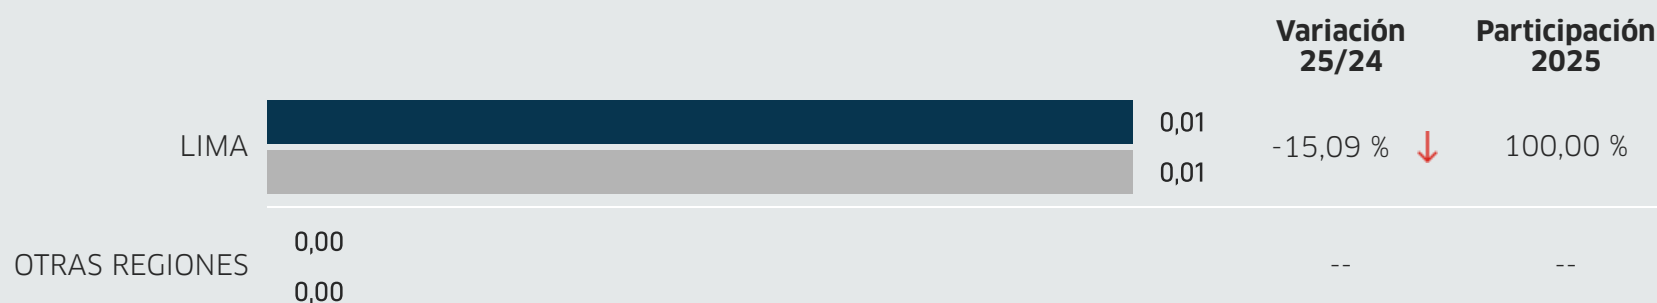 Variación Participación
25/24 2025
0,01
LIMA -15,09 % ↓ 100,00 %
0,01
0,00
OTRAS REGIONES -- --
0,00